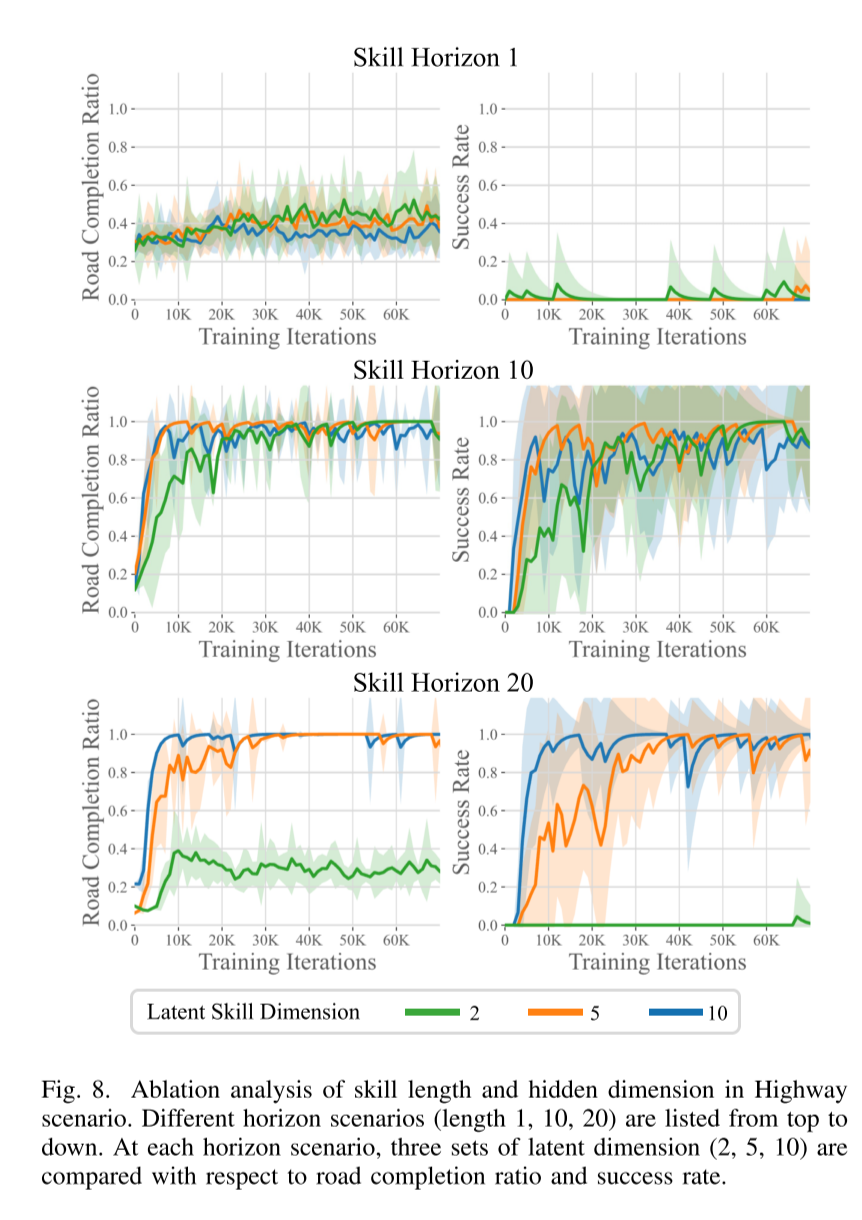 Skill Horizon 1
Road Completion Ratio
1.0
0.8
0.6
0.4
0.2
0.0
0 10K 20K 30K 40K 50K 60K
Training Iterations
Success Rate
1.0
0.8
0.6
0.4
0.2
0.0
0 10K 20K 30K 40K 50K 60K
Training Iterations
Skill Horizon 10
Road Completion Ratio
1.0
0.8
0.6
0.4
0.2
0.0
0 10K 20K 30K 40K 50K 60K
Training Iterations
Success Rate
1.0
0.8
0.6
0.4
0.2
0.0
0 10K 20K 30K 40K 50K 60K
Training Iterations
Skill Horizon 20
Road Completion Ratio
1.0
0.8
0.6
0.4
0.2
0.0
0 10K 20K 30K 40K 50K 60K
Training Iterations
Success Rate
1.0
0.8
0.6
0.4
0.2
0.0
0 10K 20K 30K 40K 50K 60K
Training Iterations
Latent Skill Dimension 2 5 10
Fig. 8. Ablation analysis of skill length and hidden dimension in Highway
scenario. Different horizon scenarios (length 1, 10, 20) are listed from top to
down. At each horizon scenario, three sets of latent dimension (2, 5, 10) are
compared with respect to road completion ratio and success rate.